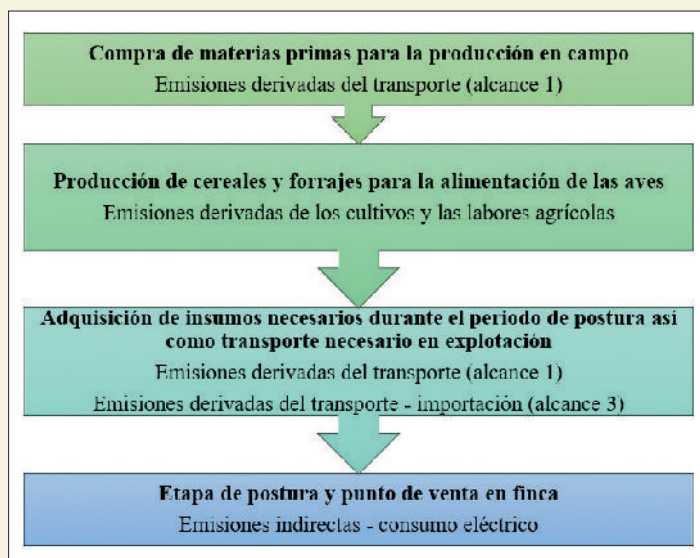 Compra de materias primas para la producción en campo
Emisiones derivadas del transporte (alcance 1)
Producción de cereales y forrajes para la alimentación de las aves
Emisiones derivadas de los cultivos y las labores agrícolas
Adquisición de insumos necesarios durante el periodo de postura así
como transporte necesario en explotación
Emisiones derivadas del transporte (alcance 1)
Emisiones derivadas del transporte - importación (alcance 3)
Etapa de postura y punto de venta en finca
Emisiones indirectas - consumo eléctrico